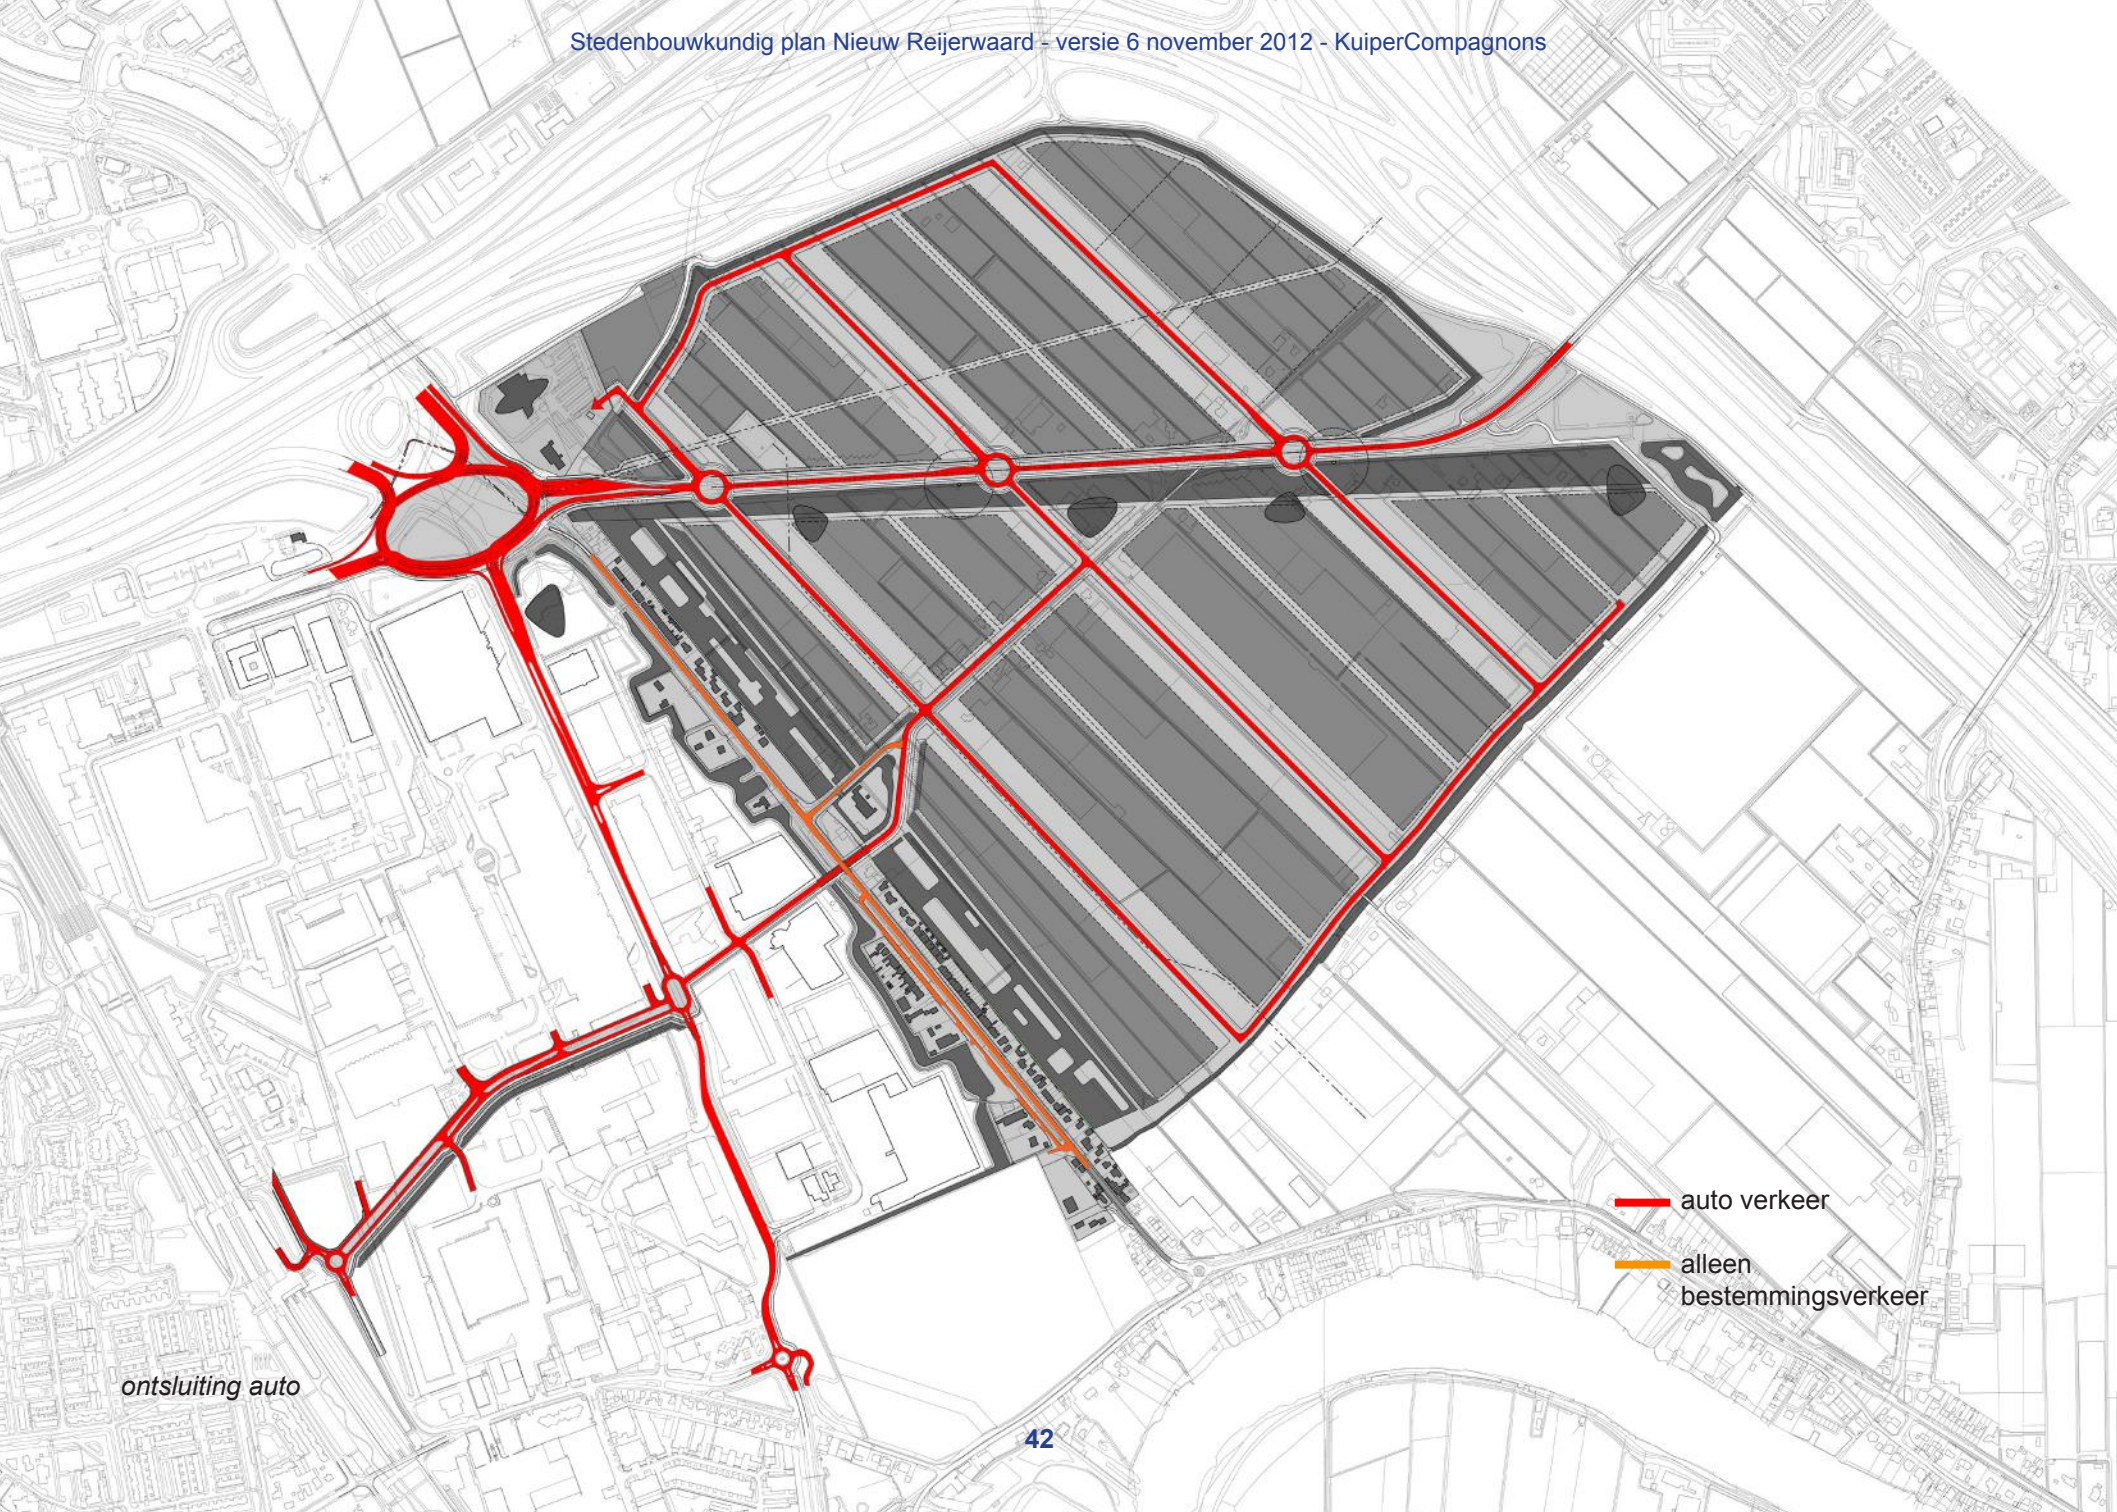 Stedenbouwkundig plan Nieuw Reijerwaard - versie 6 november 2012 - KuiperCompagnons
auto verkeer
alleen
bestemmingsverkeer
ontsluiting auto
42